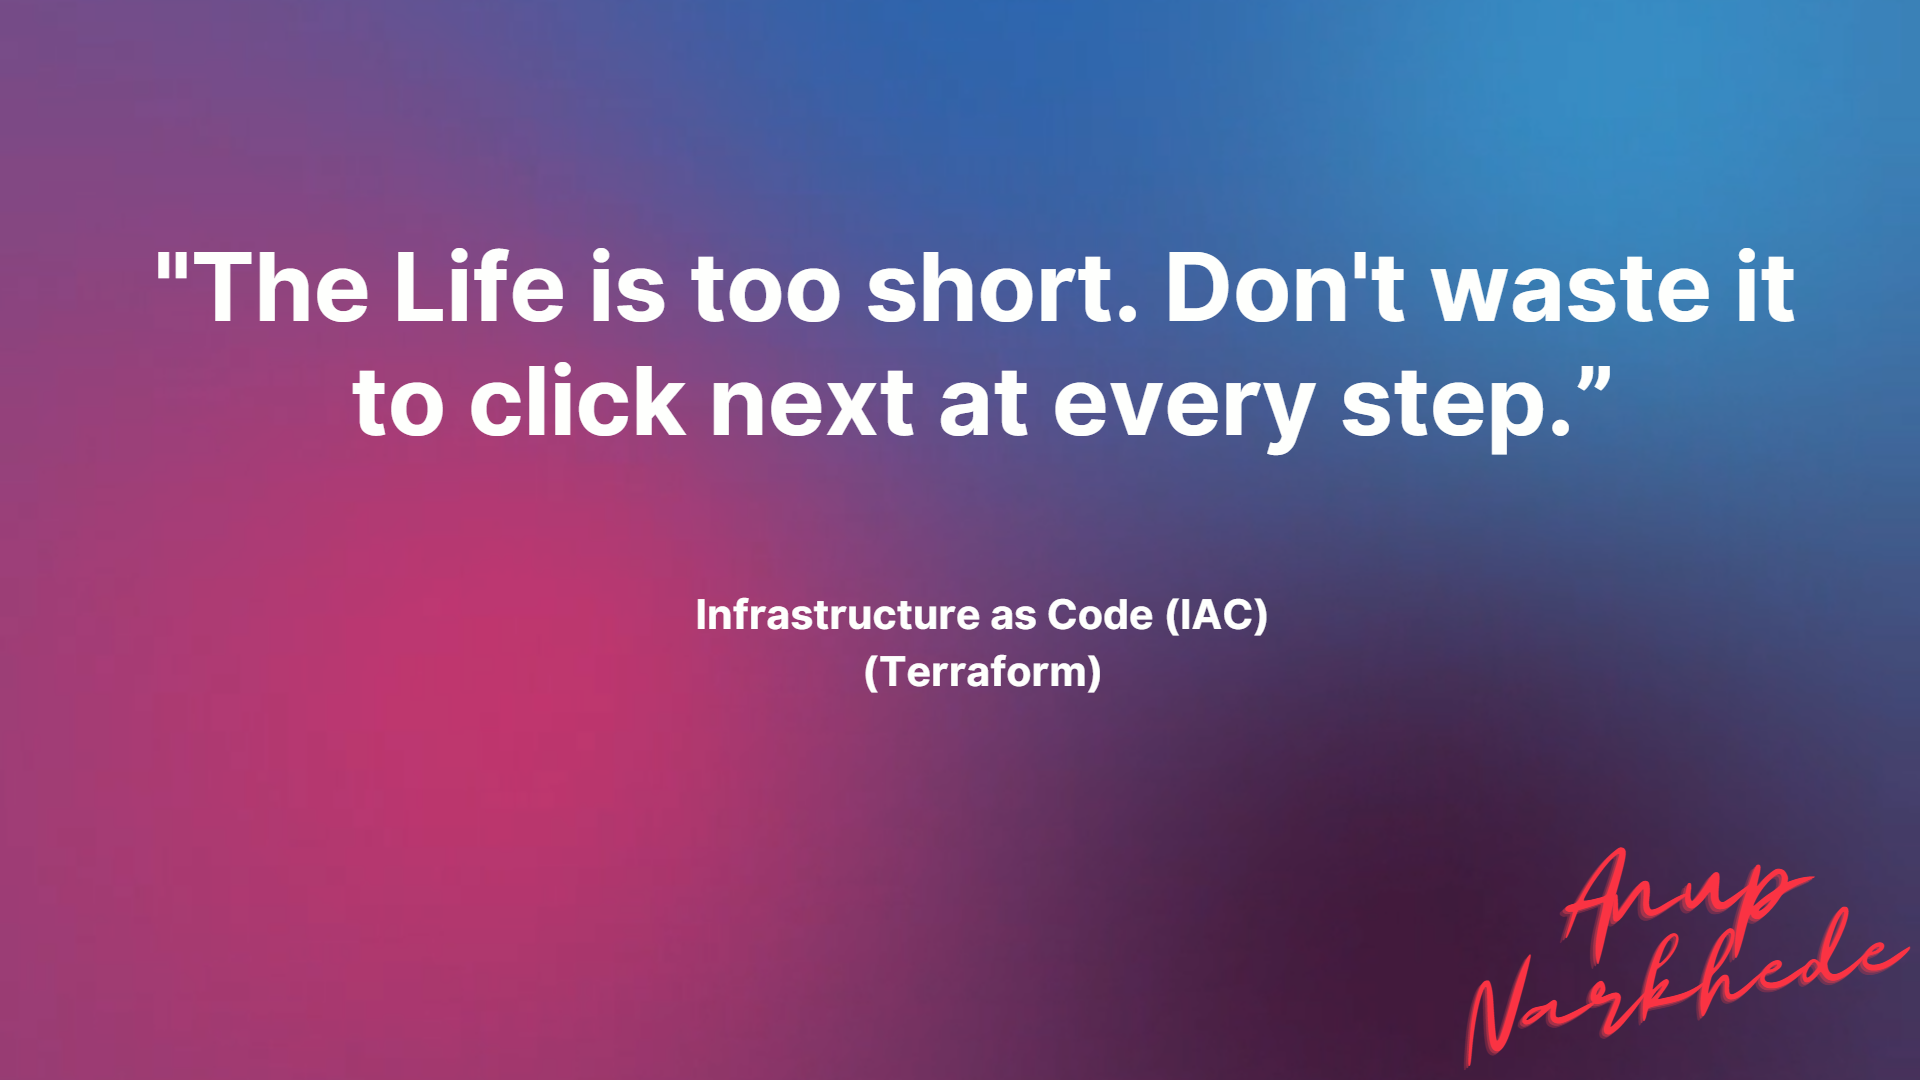 "The Life is too short. Don't waste it
to click next at every step.”
Infrastructure as Code (IAC)
(Terraform)
Anup
Narkhede